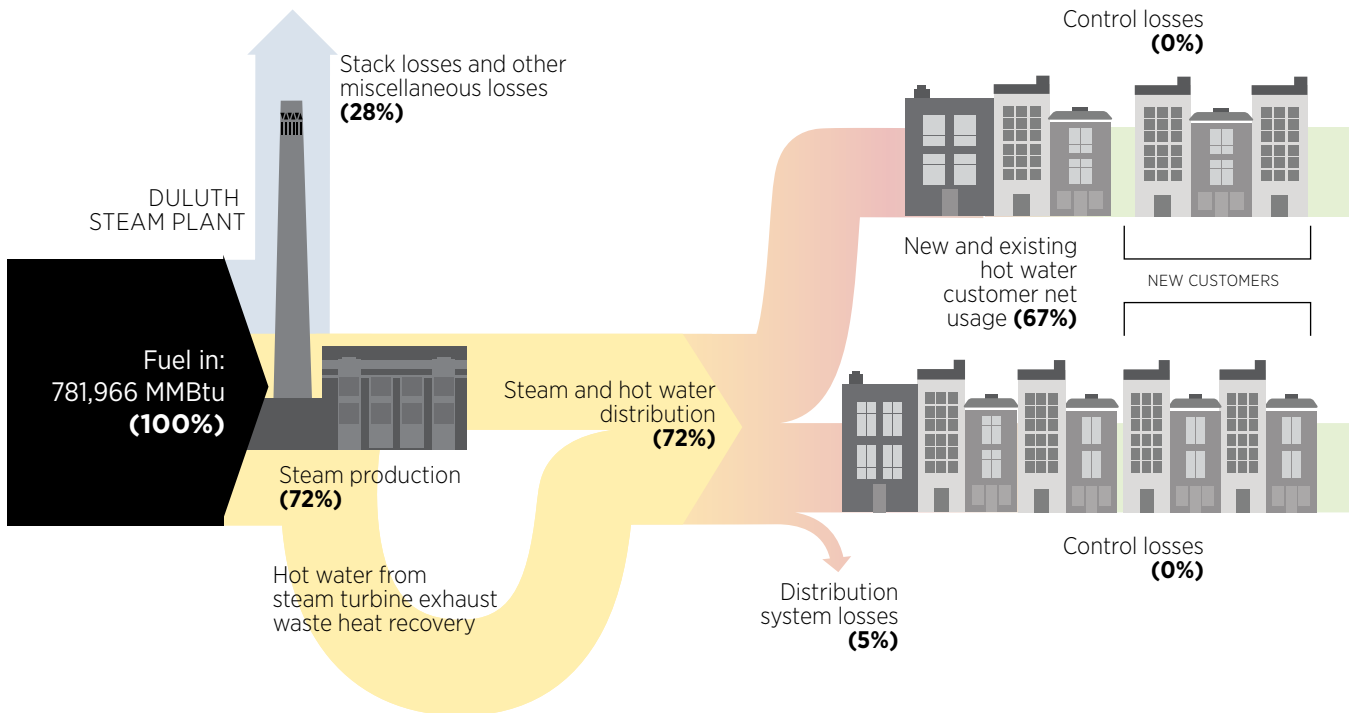 Control losses
(0%)
Stack losses and other
miscellaneous losses
(28%)
DULUTH
STEAM PLANT
New and existing
hot water
customer net
usage (67%)
NEW CUSTOMERS
Fuel in:
781,966 MMBtu
(100%)
Steam and hot water
distribution
(72%)
Steam production
(72%)
Hot water from
steam turbine exhaust
waste heat recovery
Distribution
system losses
(5%)
Control losses
(0%)